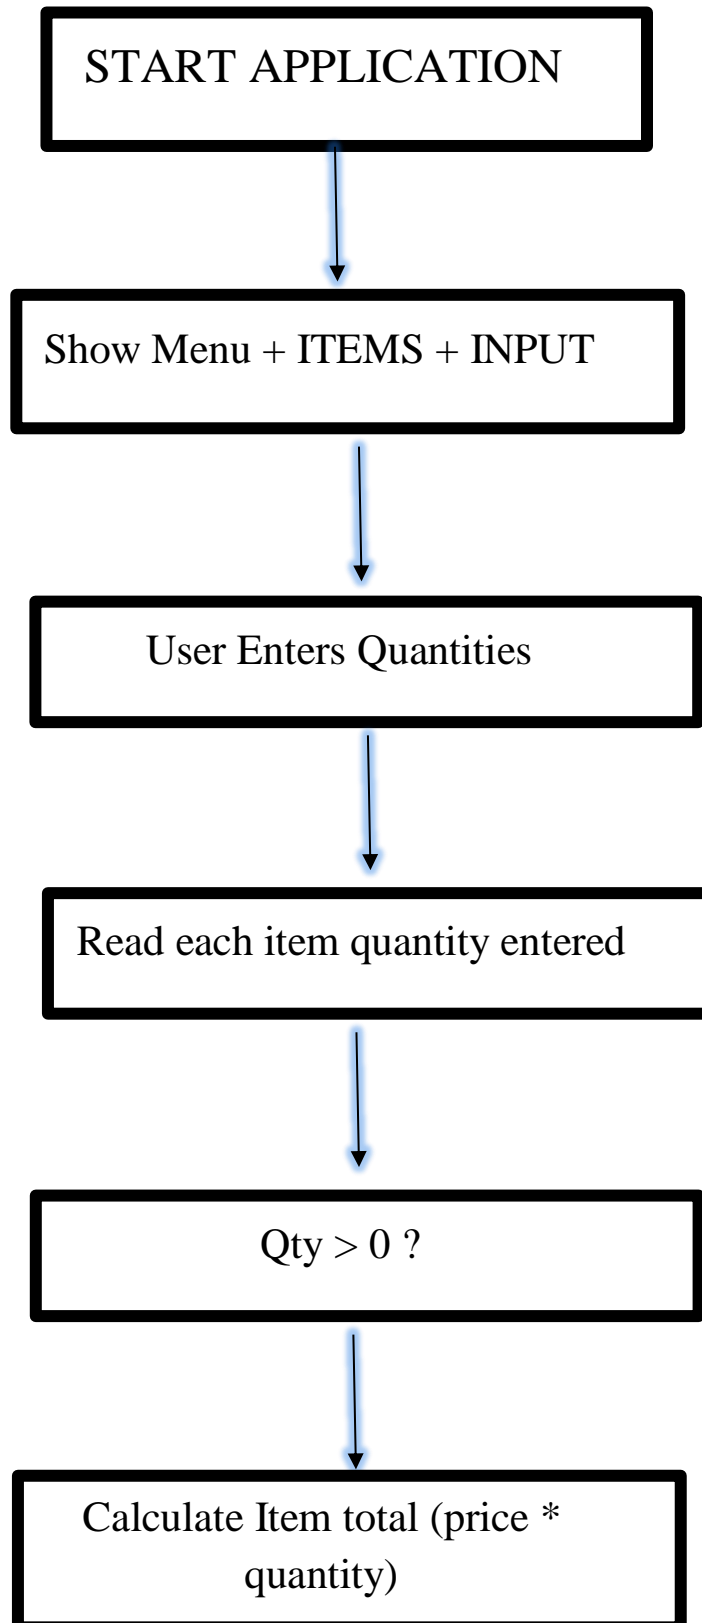 START APPLICATION
Show Menu + ITEMS + INPUT
User Enters Quantities
Read each item quantity entered
Qty > 0 ?
Calculate Item total (price *
quantity)